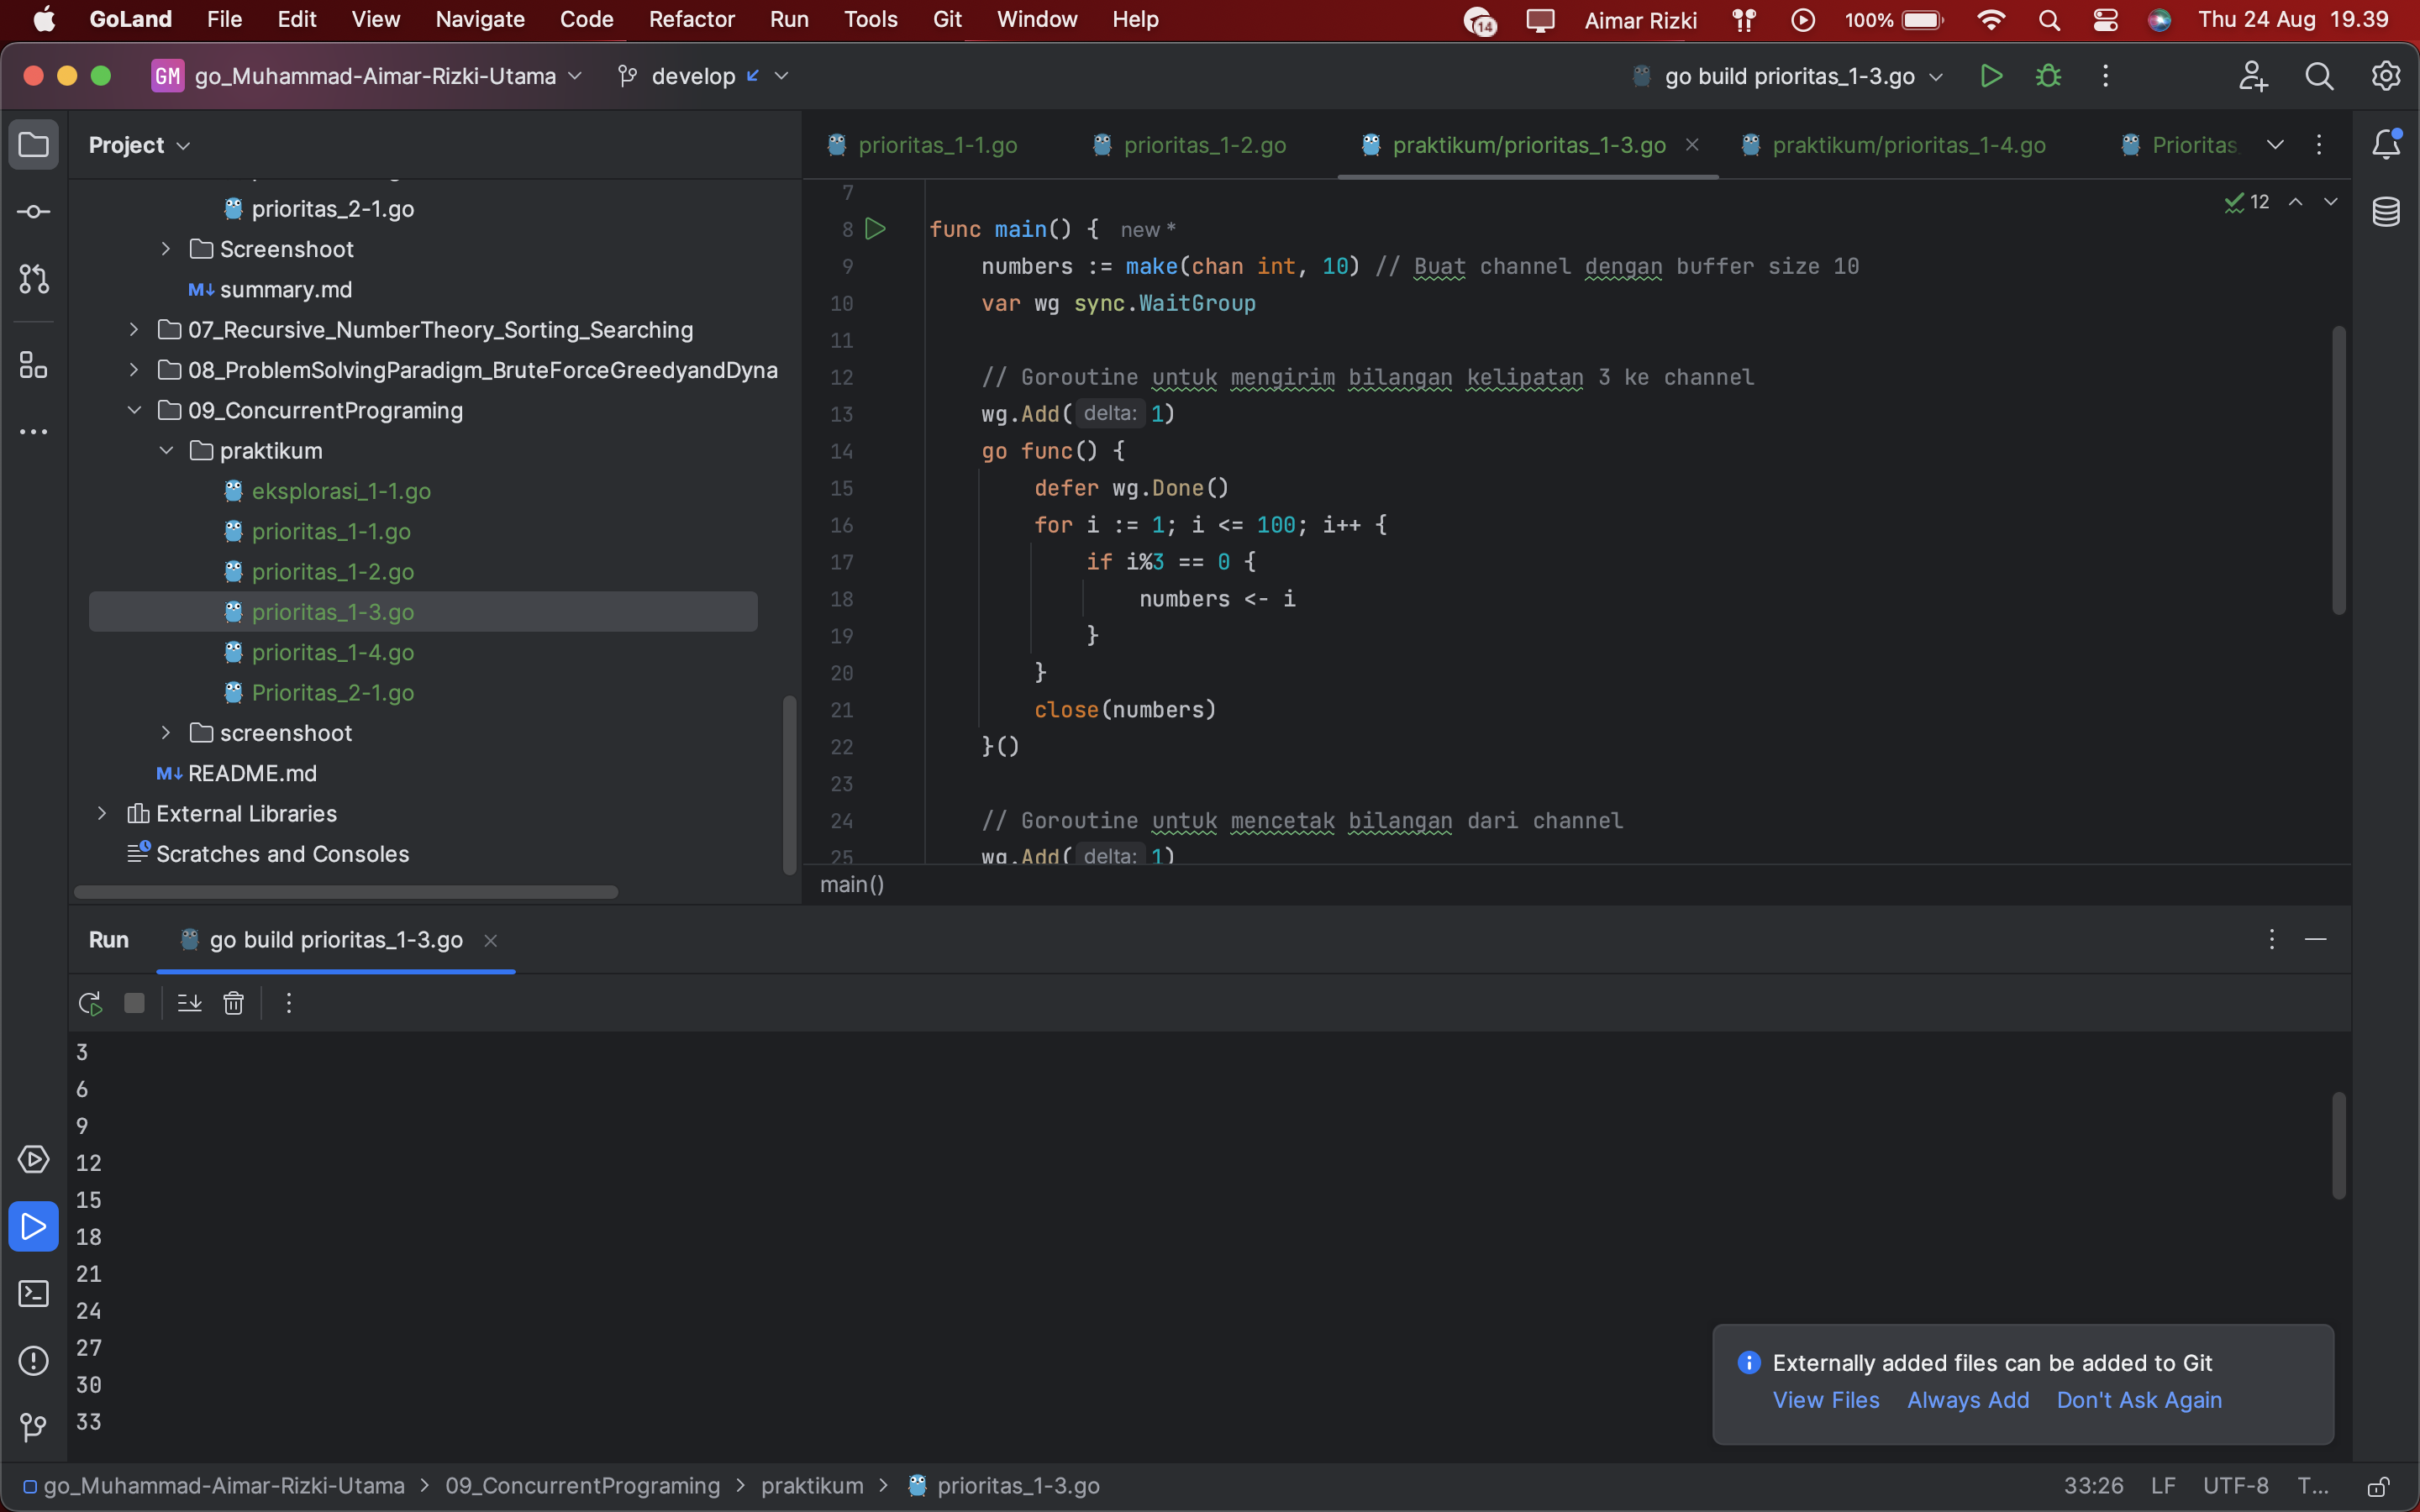 GoLand File Edit View Navigate Code Refactor Run Tools Git Window Help 14 Aimar Rizki 100% Thu 24 Aug 19.39
GM go_Muhammad-Aimar-Rizki-Utama develop go build prioritas_1-3.go
Project
prioritas_2-1.go
Screenshoot
M↓ summary.md
07_Recursive_NumberTheory_Sorting_Searching
08_ProblemSolvingParadigm_BruteForceGreedyandDyna
09_ConcurrentPrograming
praktikum
eksplorasi_1-1.go
prioritas_1-1.go
prioritas_1-2.go
prioritas_1-3.go
prioritas_1-4.go
Prioritas_2-1.go
screenshoot
M↓ README.md
External Libraries
Scratches and Consoles
prioritas_1-1.go prioritas_1-2.go praktikum/prioritas_1-3.go praktikum/prioritas_1-4.go Prioritas
12
7
8 func main() { new *
9 numbers := make(chan int, 10) // Buat channel dengan buffer size 10
10 var wg sync.WaitGroup
11
12 // Goroutine untuk mengirim bilangan kelipatan 3 ke channel
13 wg.Add( delta: 1)
14 go func() {
15 defer wg.Done()
16 for i := 1; i <= 100; i++ {
17 if i%3 == 0 {
18 numbers <- i
19 }
20 }
21 close(numbers)
22 }()
23
24 // Goroutine untuk mencetak bilangan dari channel
25 wg.Add( delta: 1)
main()
Run go build prioritas_1-3.go
3
6
9
12
15
18
21
24
27
30
33
Externally added files can be added to Git
View Files Always Add Don't Ask Again
go_Muhammad-Aimar-Rizki-Utama > 09_ConcurrentPrograming > praktikum > prioritas_1-3.go 33:26 LF UTF-8 T...